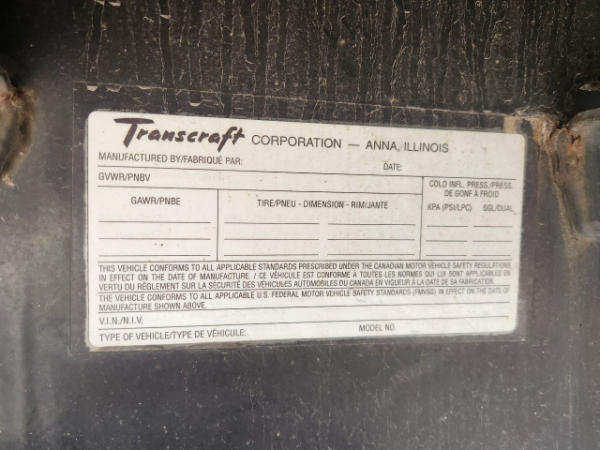 Transcraft CORPORATION — ANNA, ILLINOIS
MANUFACTURED BY/FABRIQUÉ PAR: DATE:
GVWR/PNBV
COLD INFL. PRESS./PRESS. DE GONF À FROID
GAWR/PNBE TIRE/PNEU - DIMENSION - RIM/JANTE KPA (PSI/LPC) SGL/DUAL
THIS VEHICLE CONFORMS TO ALL APPLICABLE STANDARDS PRESCRIBED UNDER THE CANADIAN MOTOR VEHICLE SAFETY REGULATIONS
IN EFFECT ON THE DATE OF MANUFACTURE. / CE VÉHICULE EST CONFORME À TOUTES LES NORMES QUI LUI SONT APPLICABLES EN
VERTU DU RÈGLEMENT SUR LA SÉCURITÉ DES VÉHICULES AUTOMOBILES DU CANADA EN VIGUEUR À LA DATE DE SA FABRICATION.
THE VEHICLE CONFORMS TO ALL APPLICABLE U.S. FEDERAL MOTOR VEHICLE SAFETY STANDARDS (FMVSS) IN EFFECT ON THE DATE OF
MANUFACTURE SHOWN ABOVE.
V.I.N./N.I.V.
TYPE OF VEHICLE/TYPE DE VÉHICULE: MODEL NO.